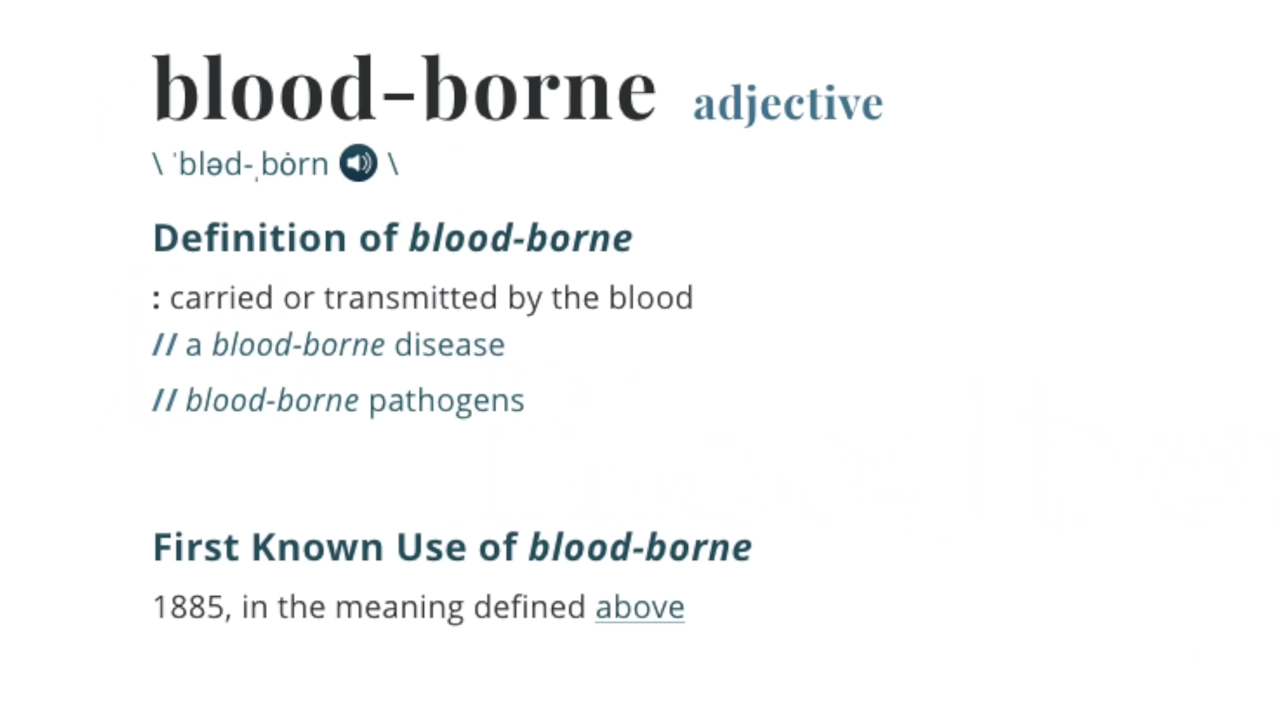 blood-borne adjective
\ ˈbləd-ˌbȯrn \
Definition of blood-borne
: carried or transmitted by the blood
// a blood-borne disease
// blood-borne pathogens
First Known Use of blood-borne
1885, in the meaning defined above